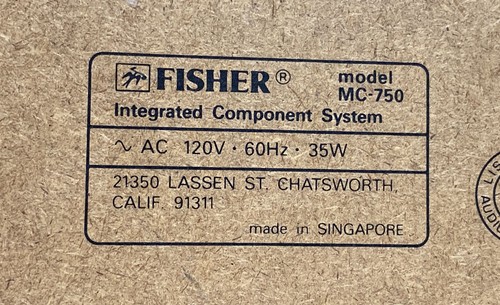 FISHER® model
MC-750
Integrated Component System
~ AC 120V · 60Hz · 35W
21350 LASSEN ST. CHATSWORTH,
CALIF. 91311
made in SINGAPORE